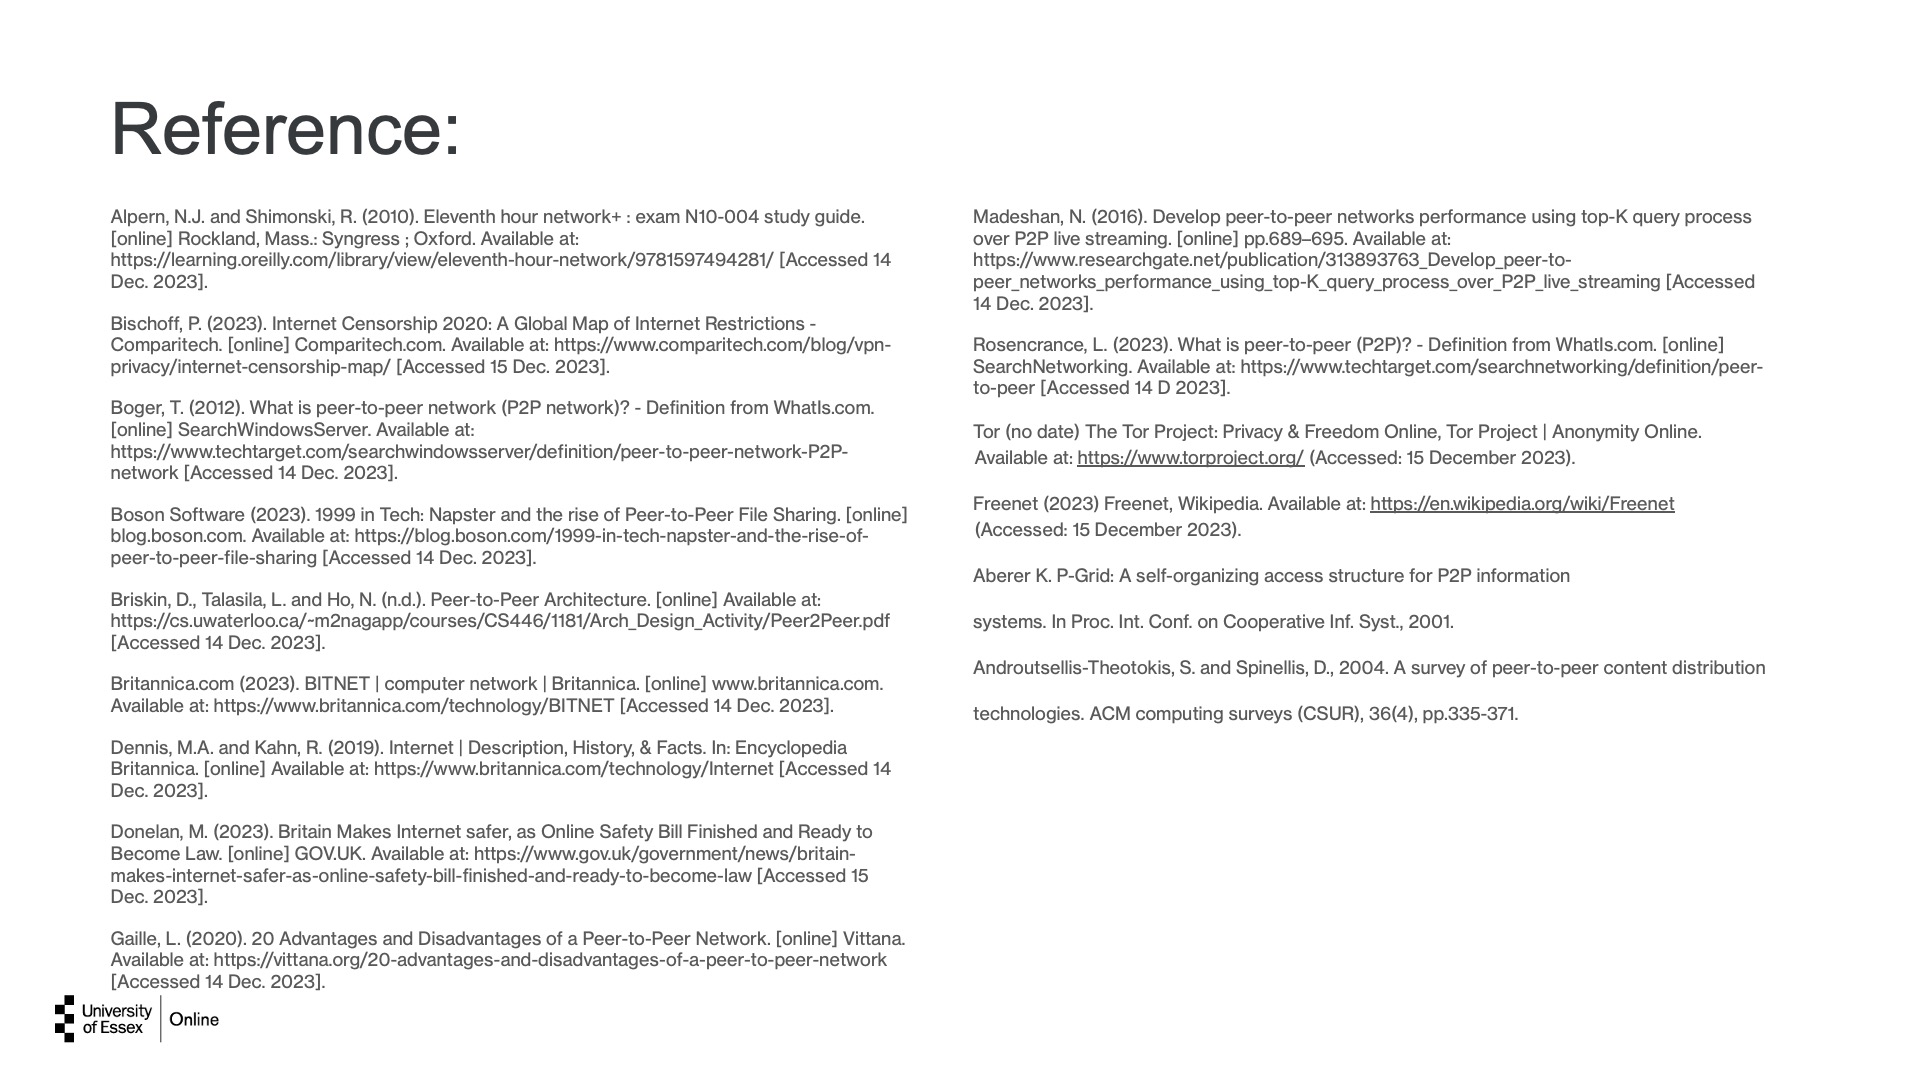 Reference:
Alpern, N.J. and Shimonski, R. (2010). Eleventh hour network+ : exam N10-004 study guide.
[online] Rockland, Mass.: Syngress ; Oxford. Available at:
https://learning.oreilly.com/library/view/eleventh-hour-network/9781597494281/ [Accessed 14
Dec. 2023].
Bischoff, P. (2023). Internet Censorship 2020: A Global Map of Internet Restrictions -
Comparitech. [online] Comparitech.com. Available at: https://www.comparitech.com/blog/vpn-
privacy/internet-censorship-map/ [Accessed 15 Dec. 2023].
Boger, T. (2012). What is peer-to-peer network (P2P network)? - Definition from WhatIs.com.
[online] SearchWindowsServer. Available at:
https://www.techtarget.com/searchwindowsserver/definition/peer-to-peer-network-P2P-
network [Accessed 14 Dec. 2023].
Boson Software (2023). 1999 in Tech: Napster and the rise of Peer-to-Peer File Sharing. [online]
blog.boson.com. Available at: https://blog.boson.com/1999-in-tech-napster-and-the-rise-of-
peer-to-peer-file-sharing [Accessed 14 Dec. 2023].
Briskin, D., Talasila, L. and Ho, N. (n.d.). Peer-to-Peer Architecture. [online] Available at:
https://cs.uwaterloo.ca/~m2nagapp/courses/CS446/1181/Arch_Design_Activity/Peer2Peer.pdf
[Accessed 14 Dec. 2023].
Britannica.com (2023). BITNET | computer network | Britannica. [online] www.britannica.com.
Available at: https://www.britannica.com/technology/BITNET [Accessed 14 Dec. 2023].
Dennis, M.A. and Kahn, R. (2019). Internet | Description, History, & Facts. In: Encyclopedia
Britannica. [online] Available at: https://www.britannica.com/technology/Internet [Accessed 14
Dec. 2023].
Donelan, M. (2023). Britain Makes Internet safer, as Online Safety Bill Finished and Ready to
Become Law. [online] GOV.UK. Available at: https://www.gov.uk/government/news/britain-
makes-internet-safer-as-online-safety-bill-finished-and-ready-to-become-law [Accessed 15
Dec. 2023].
Gaille, L. (2020). 20 Advantages and Disadvantages of a Peer-to-Peer Network. [online] Vittana.
Available at: https://vittana.org/20-advantages-and-disadvantages-of-a-peer-to-peer-network
[Accessed 14 Dec. 2023].
Madeshan, N. (2016). Develop peer-to-peer networks performance using top-K query process
over P2P live streaming. [online] pp.689–695. Available at:
https://www.researchgate.net/publication/313893763_Develop_peer-to-
peer_networks_performance_using_top-K_query_process_over_P2P_live_streaming [Accessed
14 Dec. 2023].
Rosencrance, L. (2023). What is peer-to-peer (P2P)? - Definition from WhatIs.com. [online]
SearchNetworking. Available at: https://www.techtarget.com/searchnetworking/definition/peer-
to-peer [Accessed 14 D 2023].
Tor (no date) The Tor Project: Privacy & Freedom Online, Tor Project | Anonymity Online.
Available at: https://www.torproject.org/ (Accessed: 15 December 2023).
Freenet (2023) Freenet, Wikipedia. Available at: https://en.wikipedia.org/wiki/Freenet
(Accessed: 15 December 2023).
Aberer K. P-Grid: A self-organizing access structure for P2P information
systems. In Proc. Int. Conf. on Cooperative Inf. Syst., 2001.
Androutsellis-Theotokis, S. and Spinellis, D., 2004. A survey of peer-to-peer content distribution
technologies. ACM computing surveys (CSUR), 36(4), pp.335-371.
University
of Essex
Online